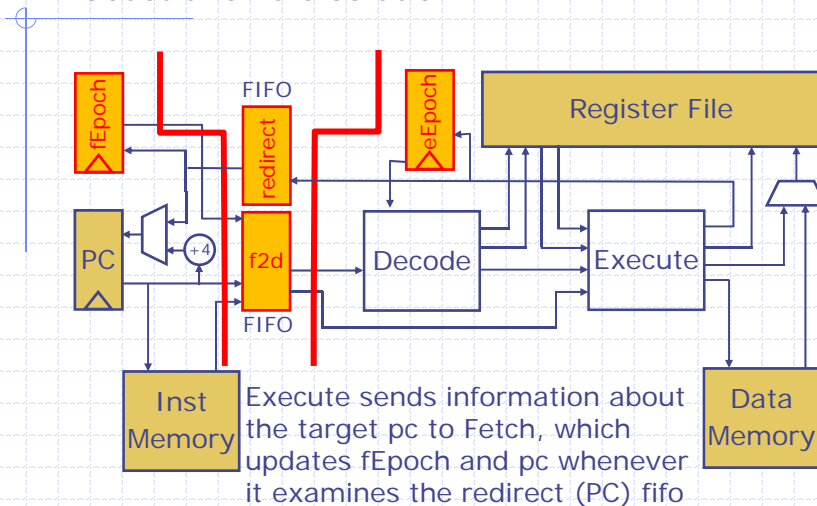 FIFO
fEpoch
redirect
eEpoch
Register File
PC
+4
f2d
Decode
Execute
FIFO
Inst
Memory
Data
Memory
Execute sends information about
the target pc to Fetch, which
updates fEpoch and pc whenever
it examines the redirect (PC) fifo